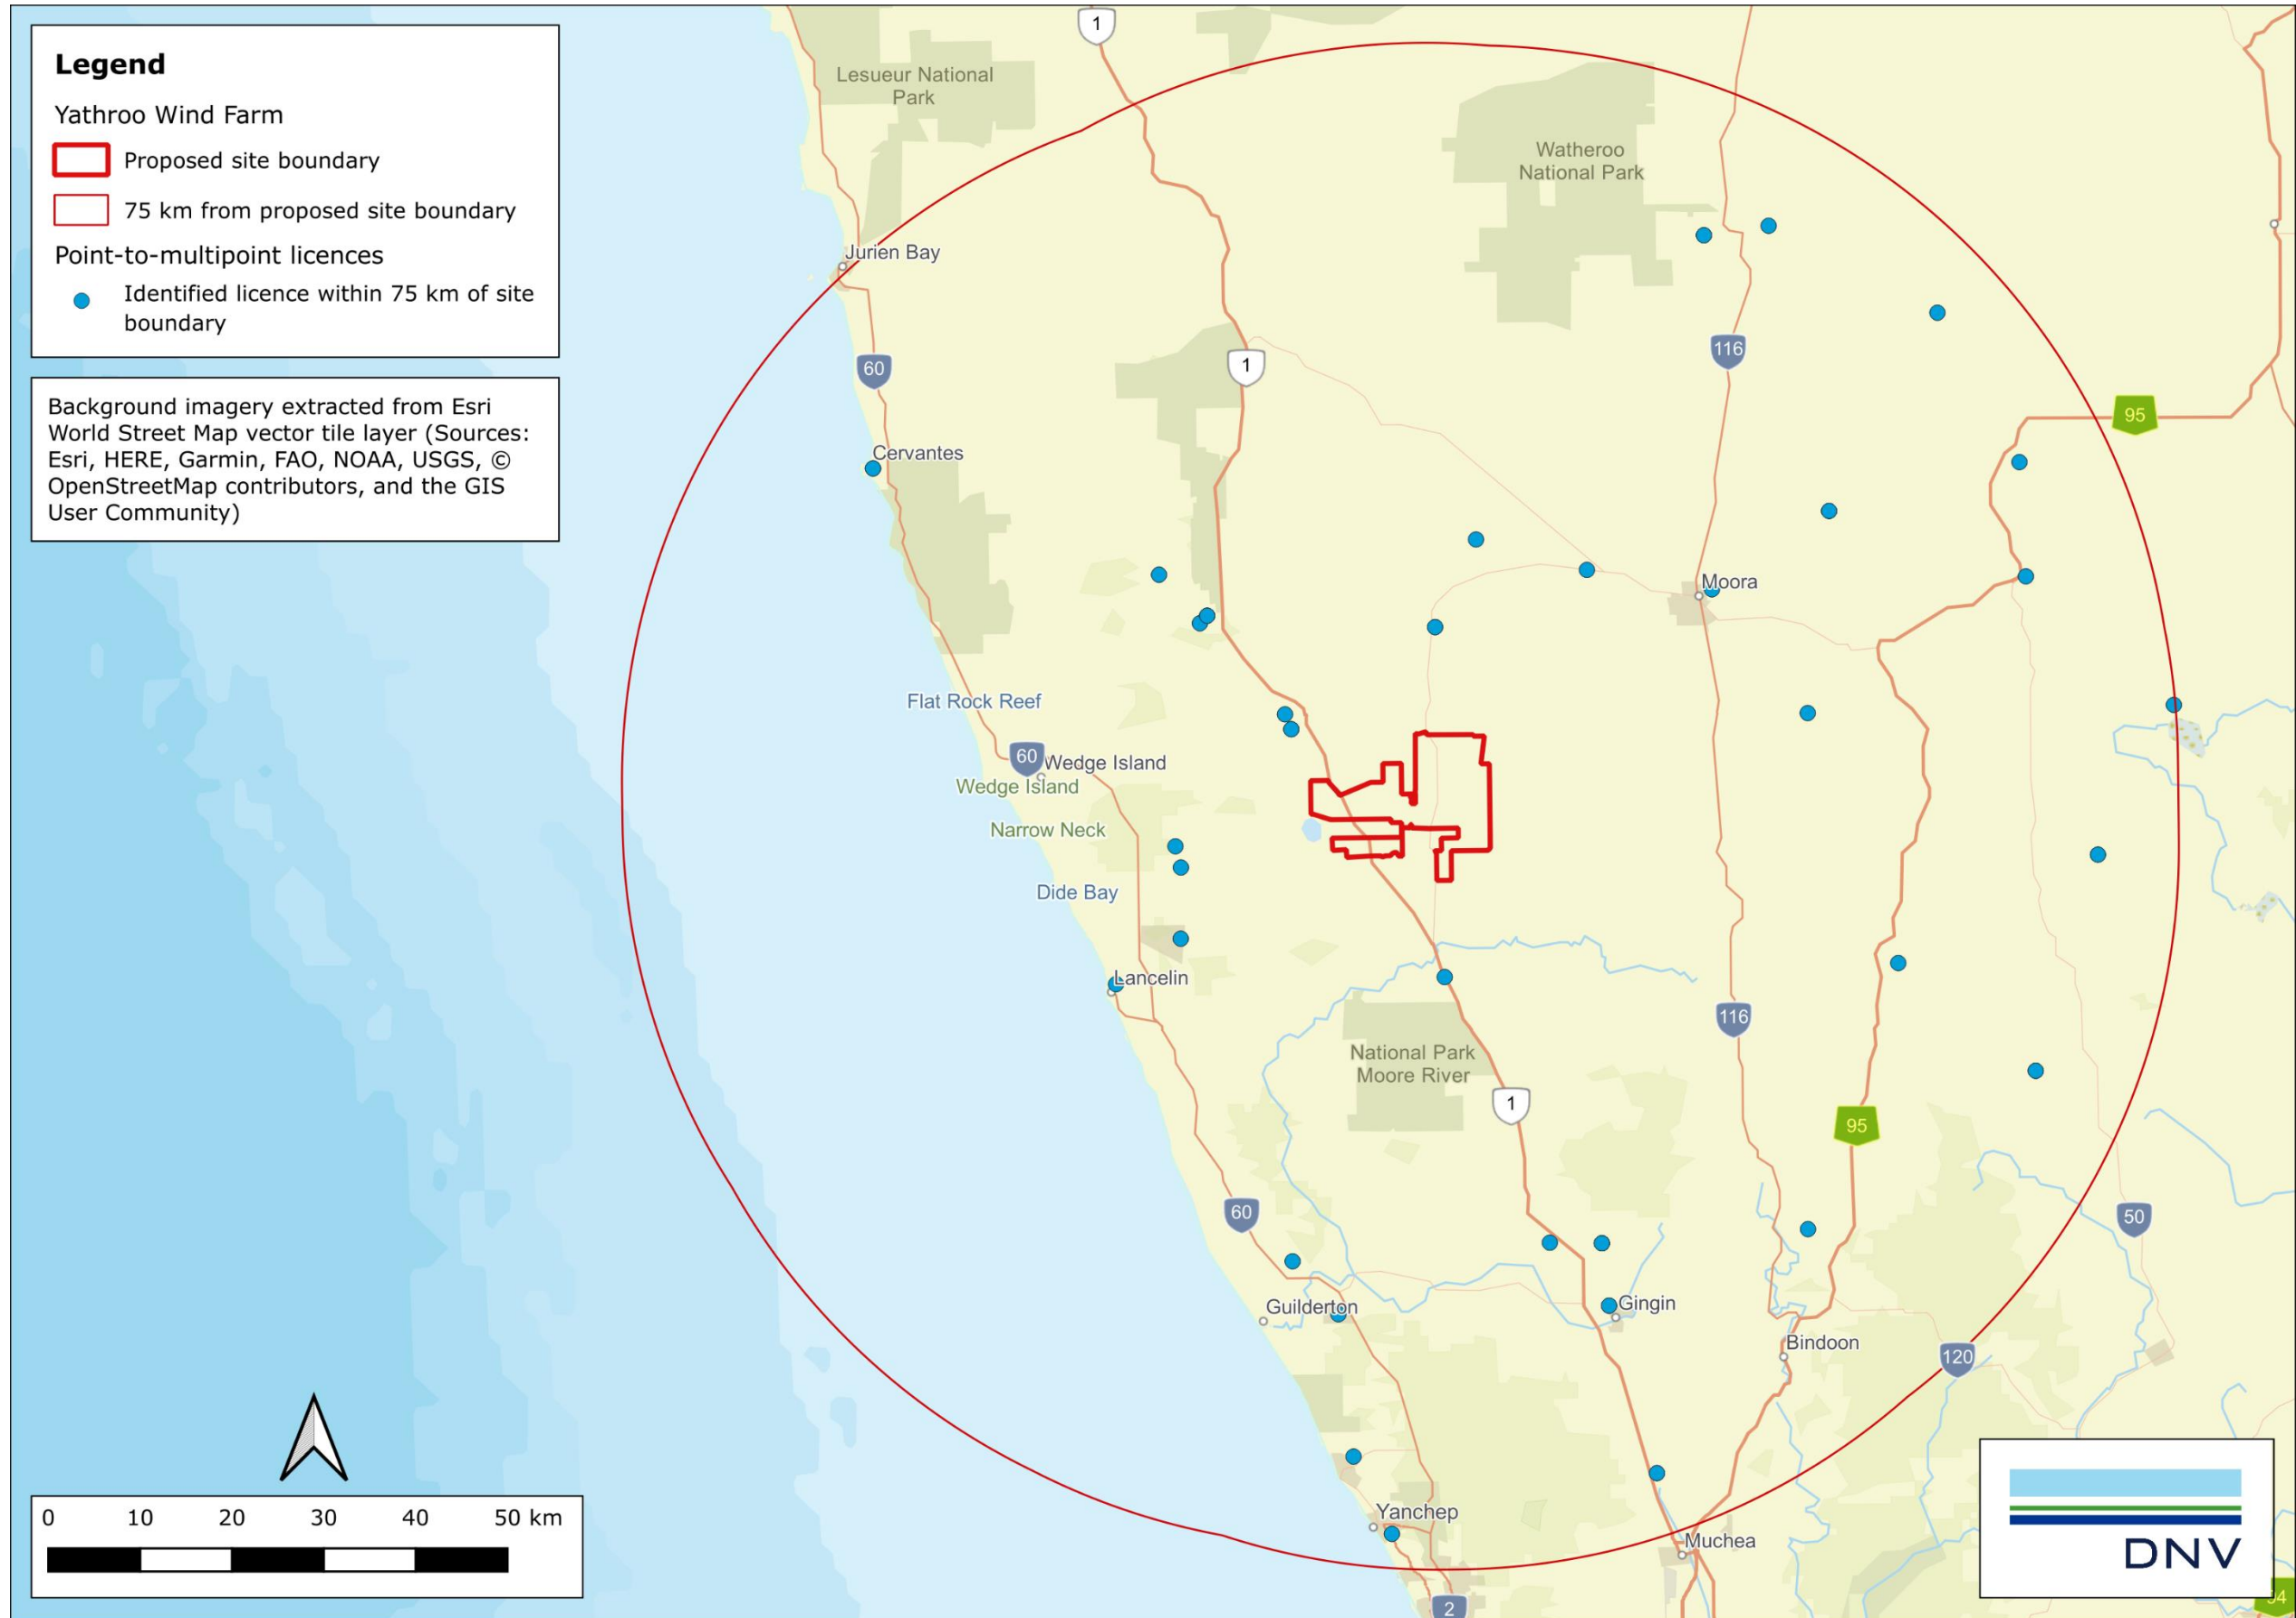 Legend
Yathroo Wind Farm
Proposed site boundary
75 km from proposed site boundary
Point-to-multipoint licences
Identified licence within 75 km of site
boundary
Background imagery extracted from Esri
World Street Map vector tile layer (Sources:
Esri, HERE, Garmin, FAO, NOAA, USGS, ©
OpenStreetMap contributors, and the GIS
User Community)
1
Lesueur National
Park
Watheroo
National Park
Jurien Bay
116
1
60
95
Cervantes
Moora
Flat Rock Reef
60
Wedge Island
Wedge Island
Narrow Neck
Dide Bay
Lancelin
116
National Park
Moore River
1
95
60
50
Guilderton
Gingin
Bindoon
120
Yanchep
Muchea
2
94
0 10 20 30 40 50 km
DNV